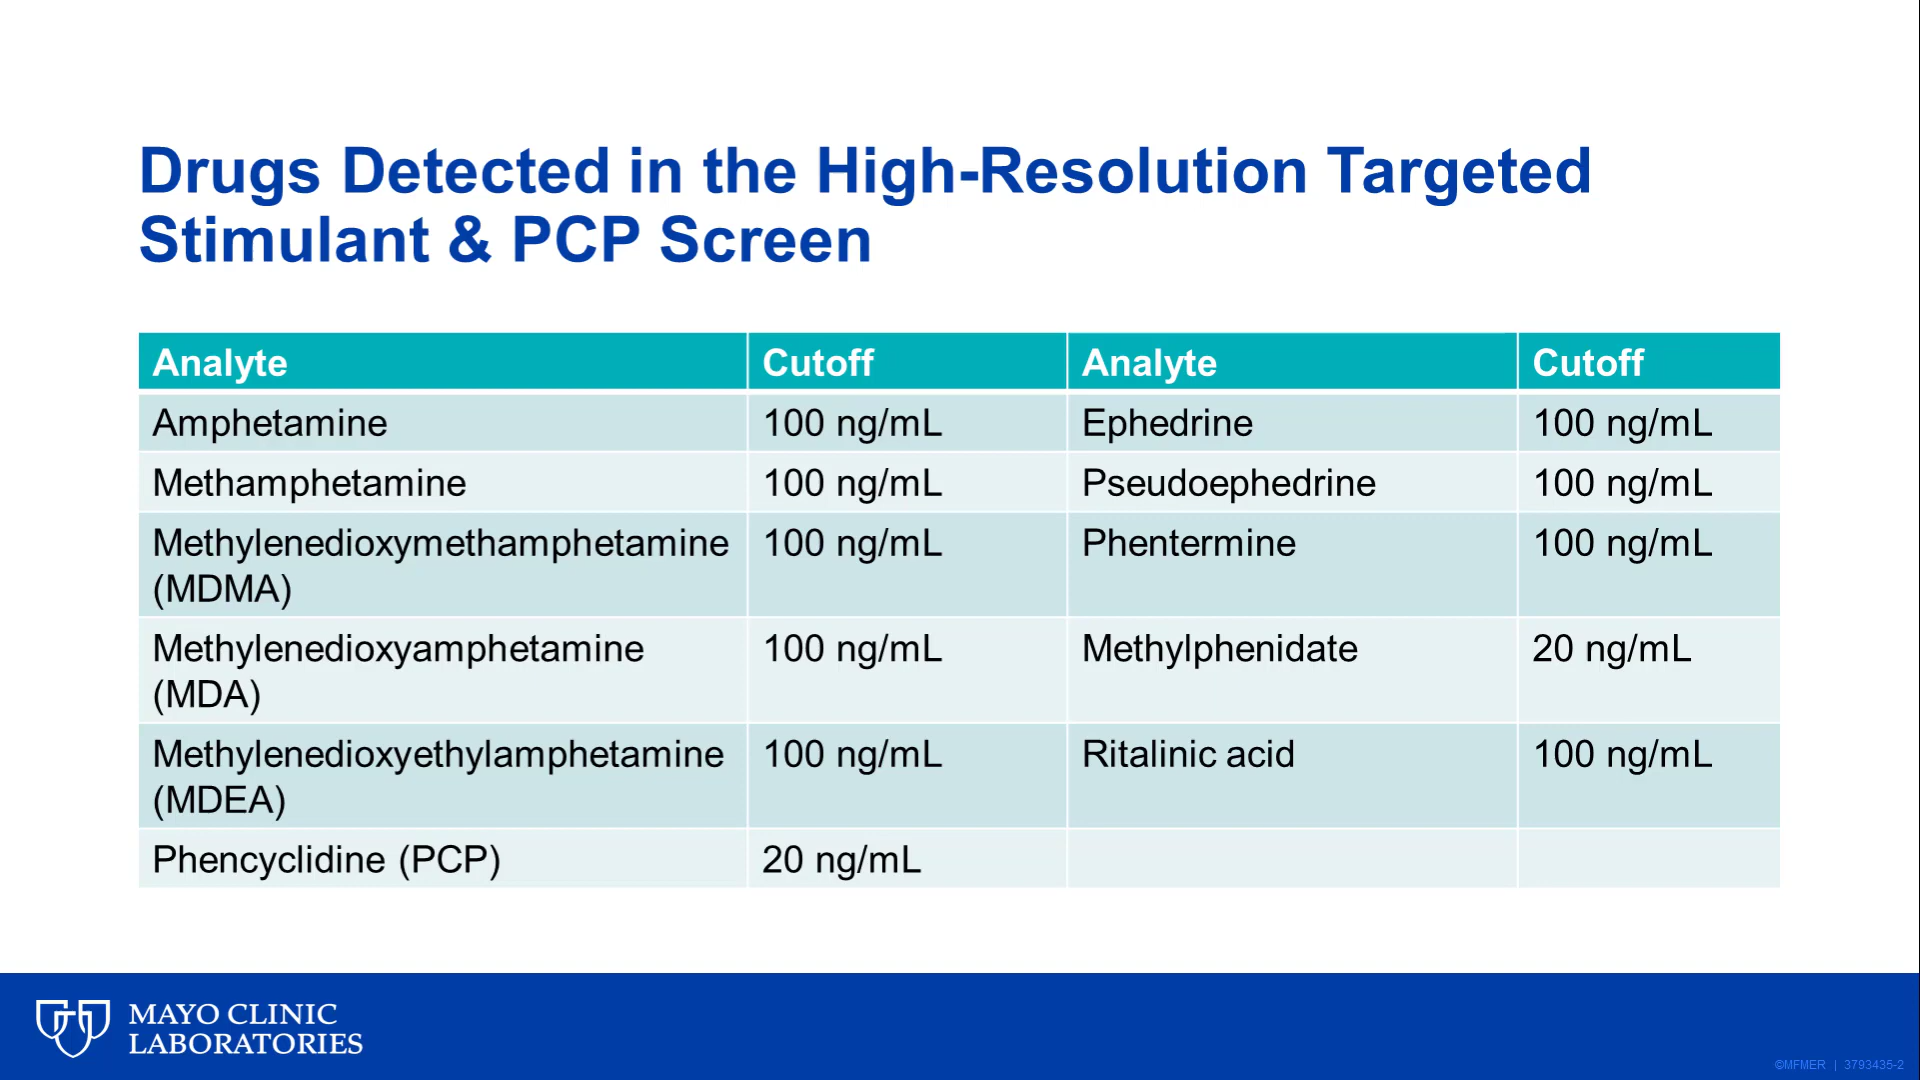 Drugs Detected in the High-Resolution Targeted
Stimulant & PCP Screen
Analyte Cutoff Analyte Cutoff
Amphetamine 100 ng/mL Ephedrine 100 ng/mL
Methamphetamine 100 ng/mL Pseudoephedrine 100 ng/mL
Methylenedioxymethamphetamine 100 ng/mL Phentermine 100 ng/mL
(MDMA)
Methylenedioxyamphetamine 100 ng/mL Methylphenidate 20 ng/mL
(MDA)
Methylenedioxyethylamphetamine 100 ng/mL Ritalinic acid 100 ng/mL
(MDEA)
Phencyclidine (PCP) 20 ng/mL
MAYO CLINIC
LABORATORIES
©MFMER | 3793435-2